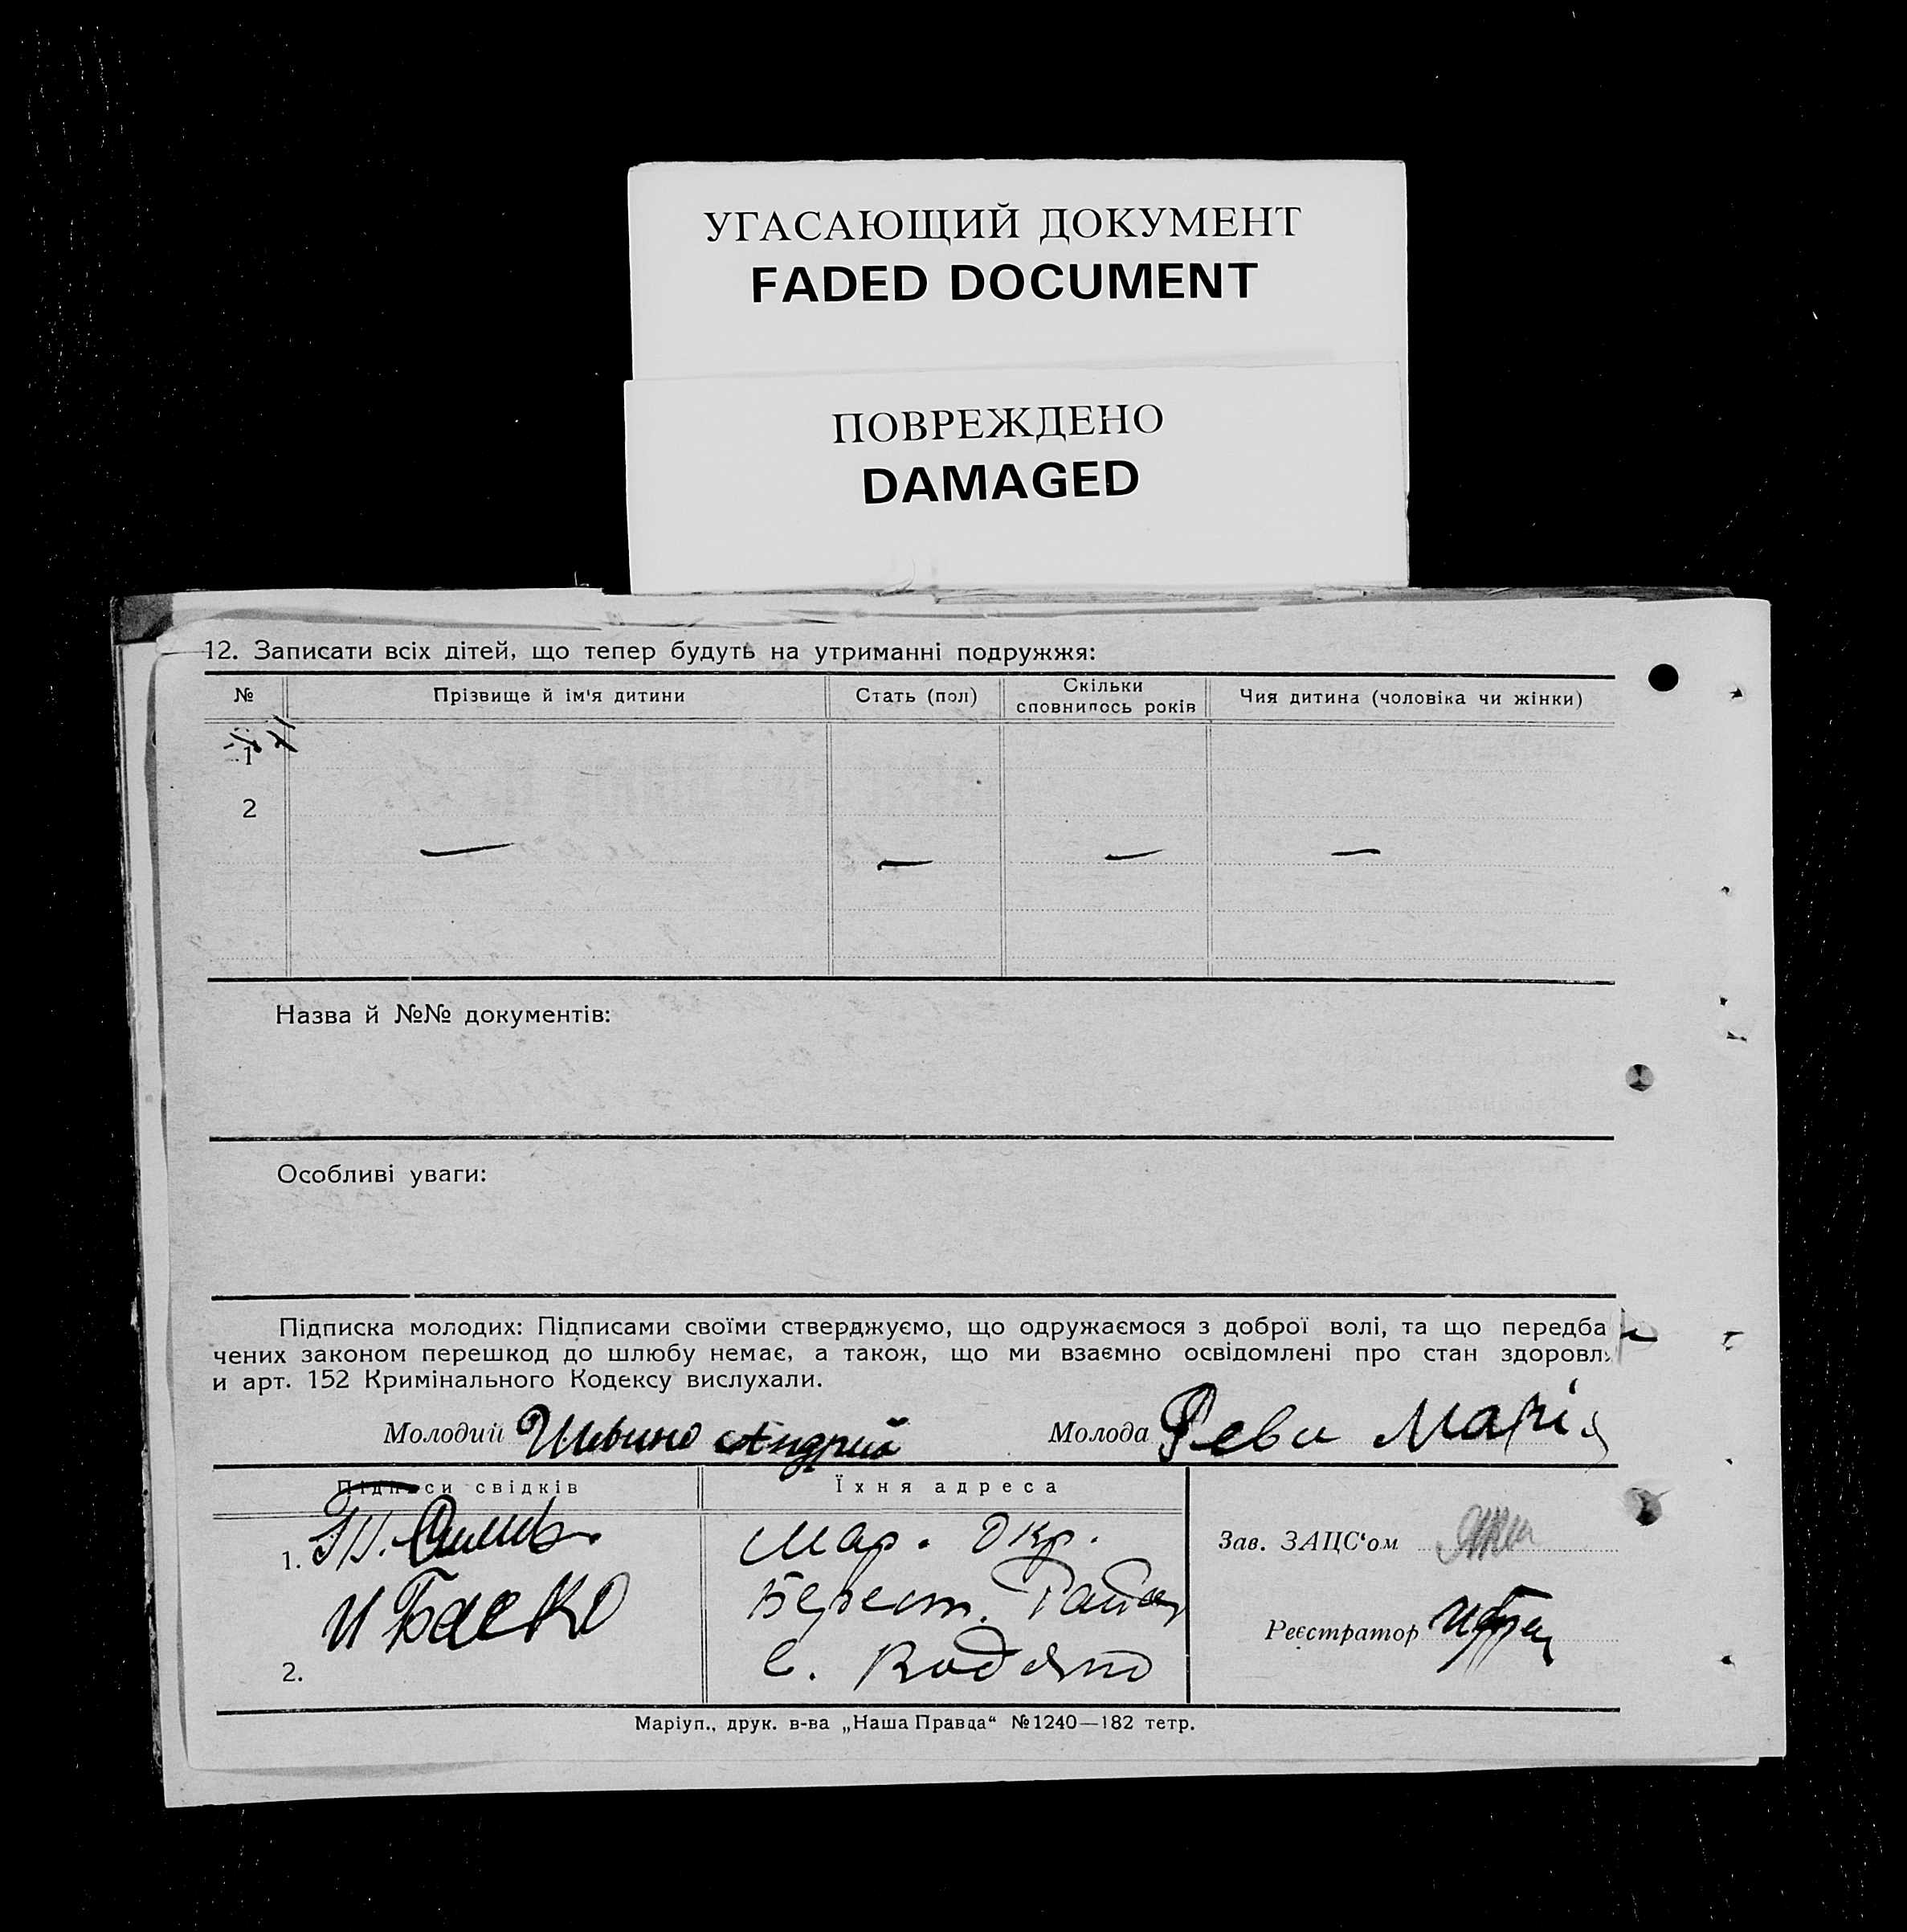 УГАСАЮЩИЙ ДОКУМЕНТ
FADED DOCUMENT
ПОВРЕЖДЕНО
DAMAGED
12. Записати всіх дітей, що тепер будуть на утриманні подружжя:
№ Прізвище й ім'я дитини Стать (пол) Скільки сповнилось років Чия дитина (чоловіка чи жінки)
1
2
— — — —
Назва й №№ документів:
Особливі уваги:
Підписка молодих: Підписами своїми стверджуємо, що одружаємося з доброї волі, та що передба
чених законом перешкод до шлюбу немає, а також, що ми взаємно освідомлені про стан здоровл
и арт. 152 Кримінального Кодексу вислухали.
Молодий Андрій Молода Рева Марія
Підписи свідків Їхня адреса
1. Мар. Окр.
И Баско Берест. Район
2. с.
Зав. ЗАЦС'ом
Реєстратор
Маріуп., друк. в-ва „Наша Правда“ №1240—182 тетр.